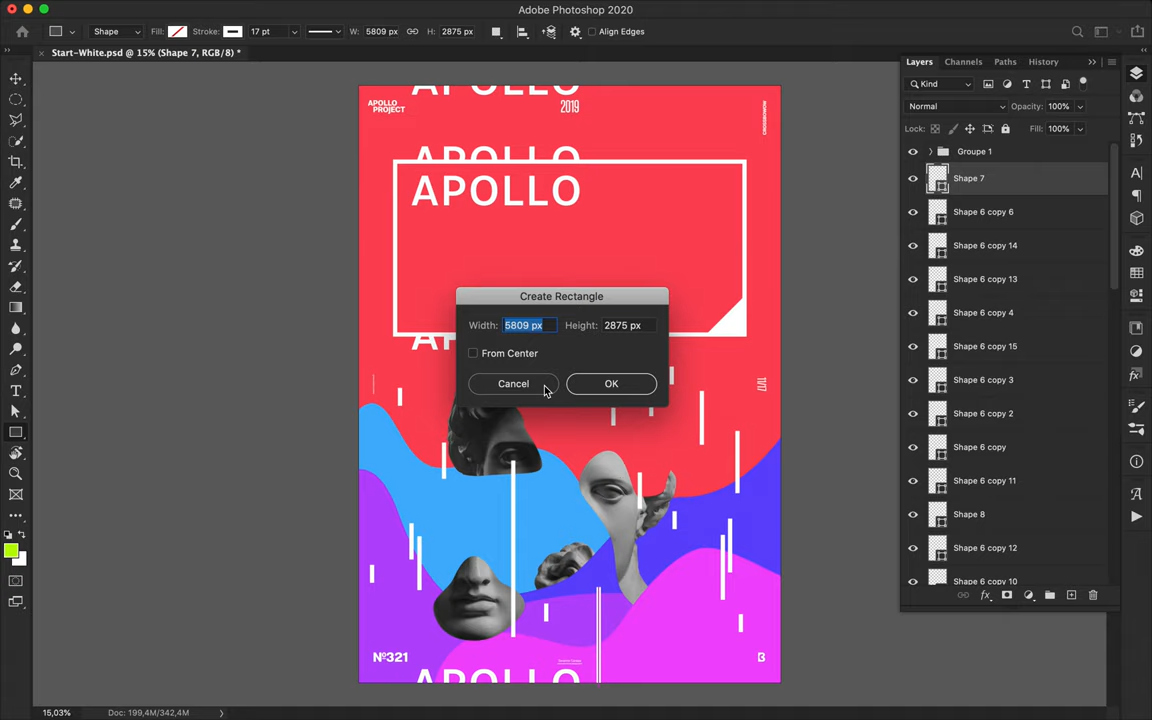 Adobe Photoshop 2020
Shape
Fill:
Stroke:
17 pt
W: 5809 px
H: 2875 px
Align Edges
Start-White.psd @ 15% (Shape 7, RGB/8) *
APOLLO
APOLLO
PROJECT
2019
APOLLO
APOLLO
Create Rectangle
Width: 5809 px
Height: 2875 px
From Center
Cancel
OK
AP
11/17
Nº321
B
APOLLO
Layers
Channels
Paths
History
Kind
Normal
Opacity: 100%
Lock:
Fill: 100%
Groupe 1
Shape 7
Shape 6 copy 6
Shape 6 copy 14
Shape 6 copy 13
Shape 6 copy 4
Shape 6 copy 15
Shape 6 copy 3
Shape 6 copy 2
Shape 6 copy
Shape 6 copy 11
Shape 8
Shape 6 copy 12
Shape 6 copy 10
15,03%
Doc: 199,4M/342,4M